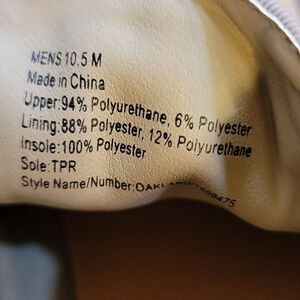 MENS 10.5 M
Made in China
Upper:94% Polyurethane, 6% Polyester
Lining:88% Polyester, 12% Polyurethane
Insole:100% Polyester
Sole:TPR
Style Name/Number: